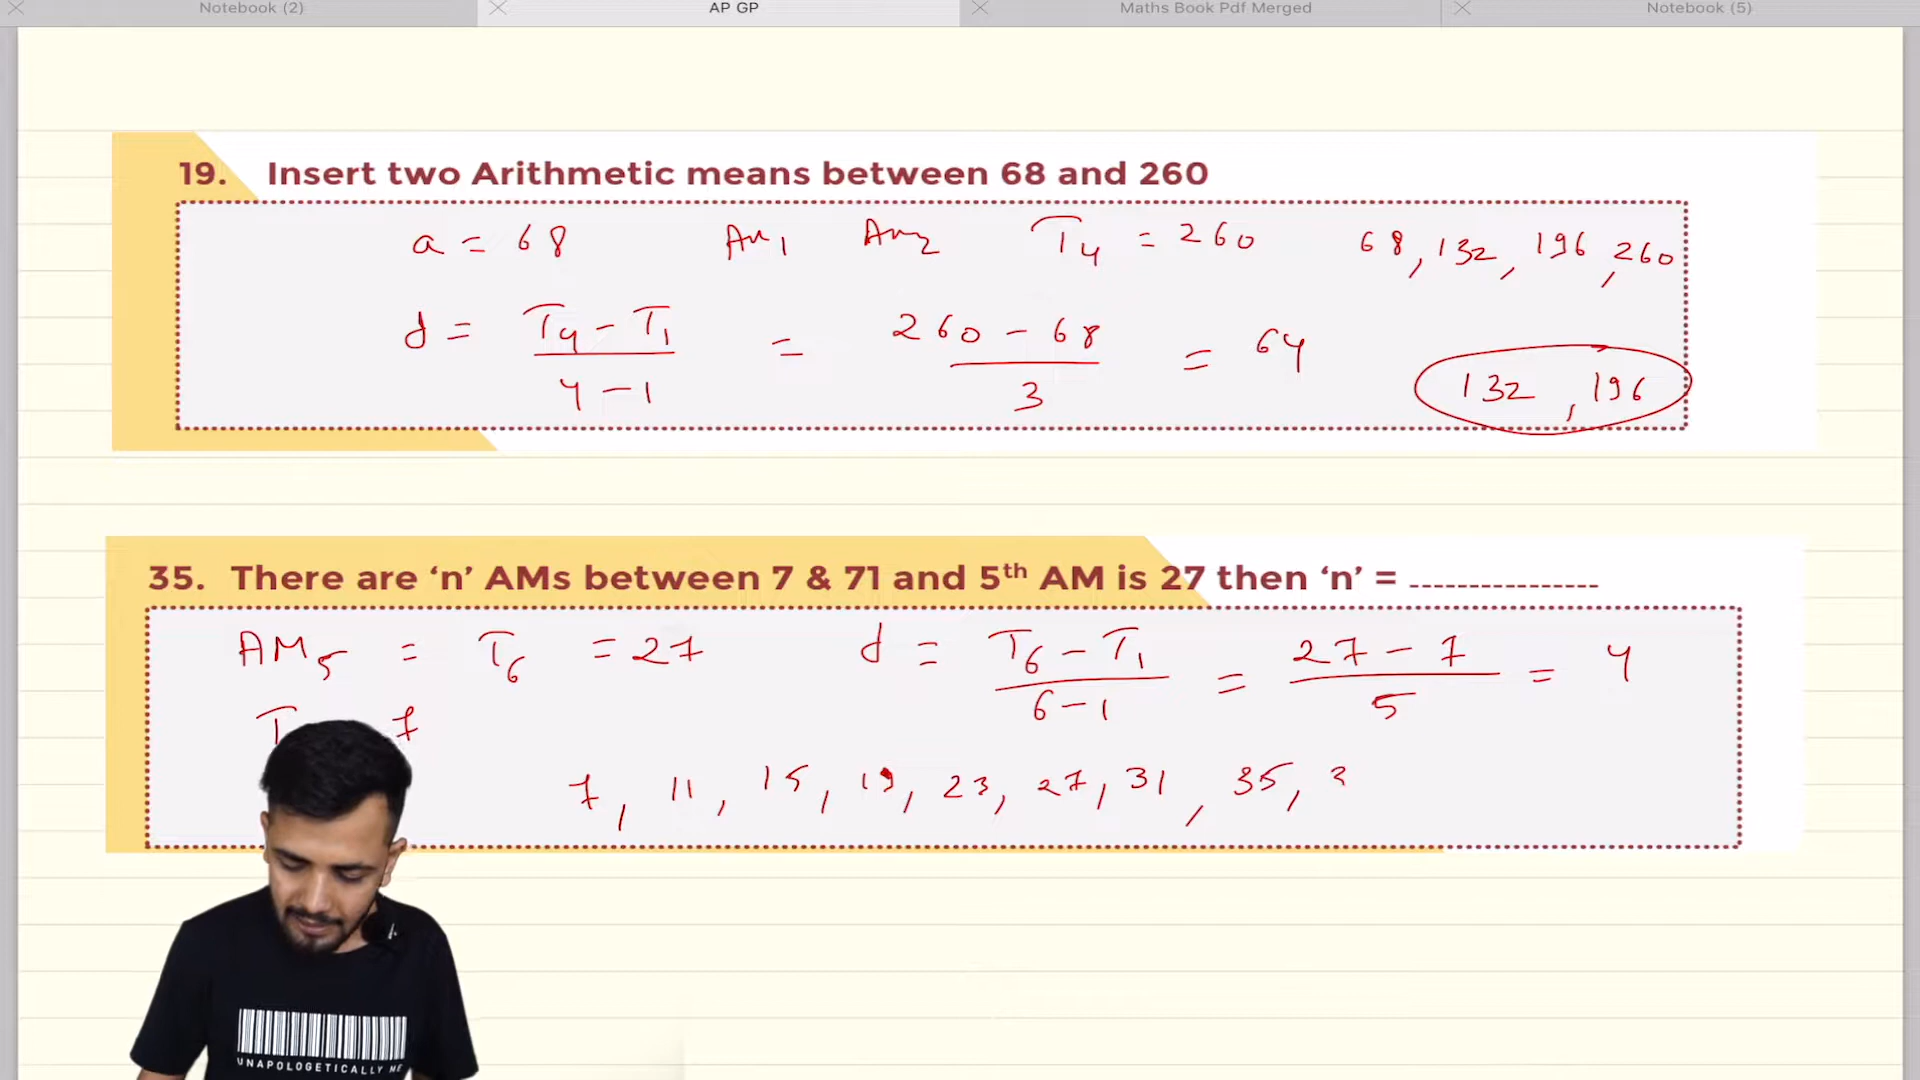 Notebook (2)
AP GP
Maths Book Pdf Merged
Notebook (5)
19. Insert two Arithmetic means between 68 and 260
a = 68 AM1 AM2 T4 = 260 68, 132, 196, 260
d = T4 - T1 / 4 - 1 = 260 - 68 / 3 = 64
132, 196
35. There are ‘n’ AMs between 7 & 71 and 5th AM is 27 then ‘n’ = ________________
AM5 = T6 = 27 d = T6 - T1 / 6 - 1 = 27 - 7 / 5 = 4
T 7
7, 11, 15, 19, 23, 27, 31, 35, 3
UNAPOLOGETICALLY ME